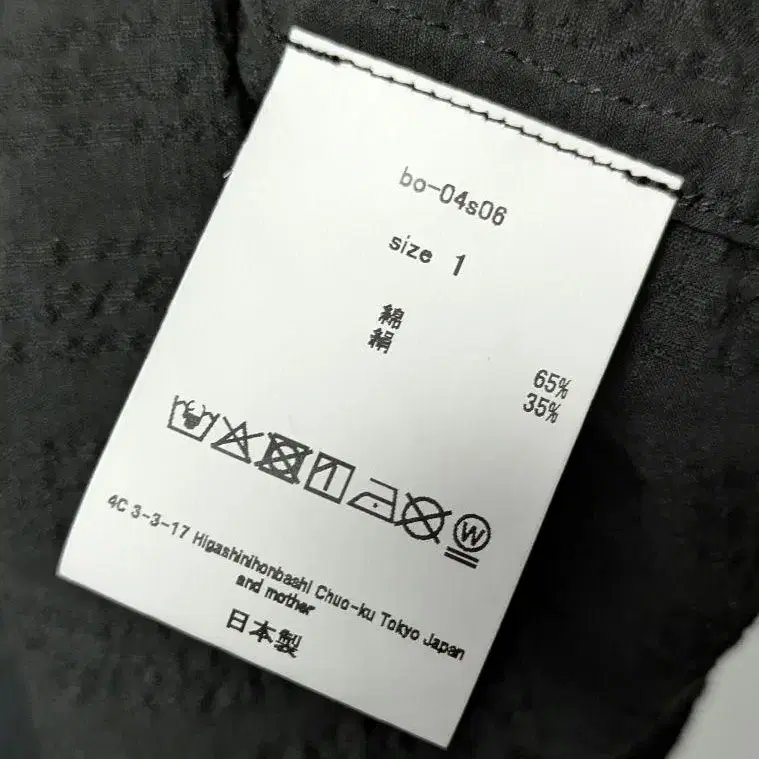 bo-04s06
size 1
綿 65%
絹 35%
W
4C 3-3-17 Higashinihonbashi Chuo-ku Tokyo Japan
and mother
日本製